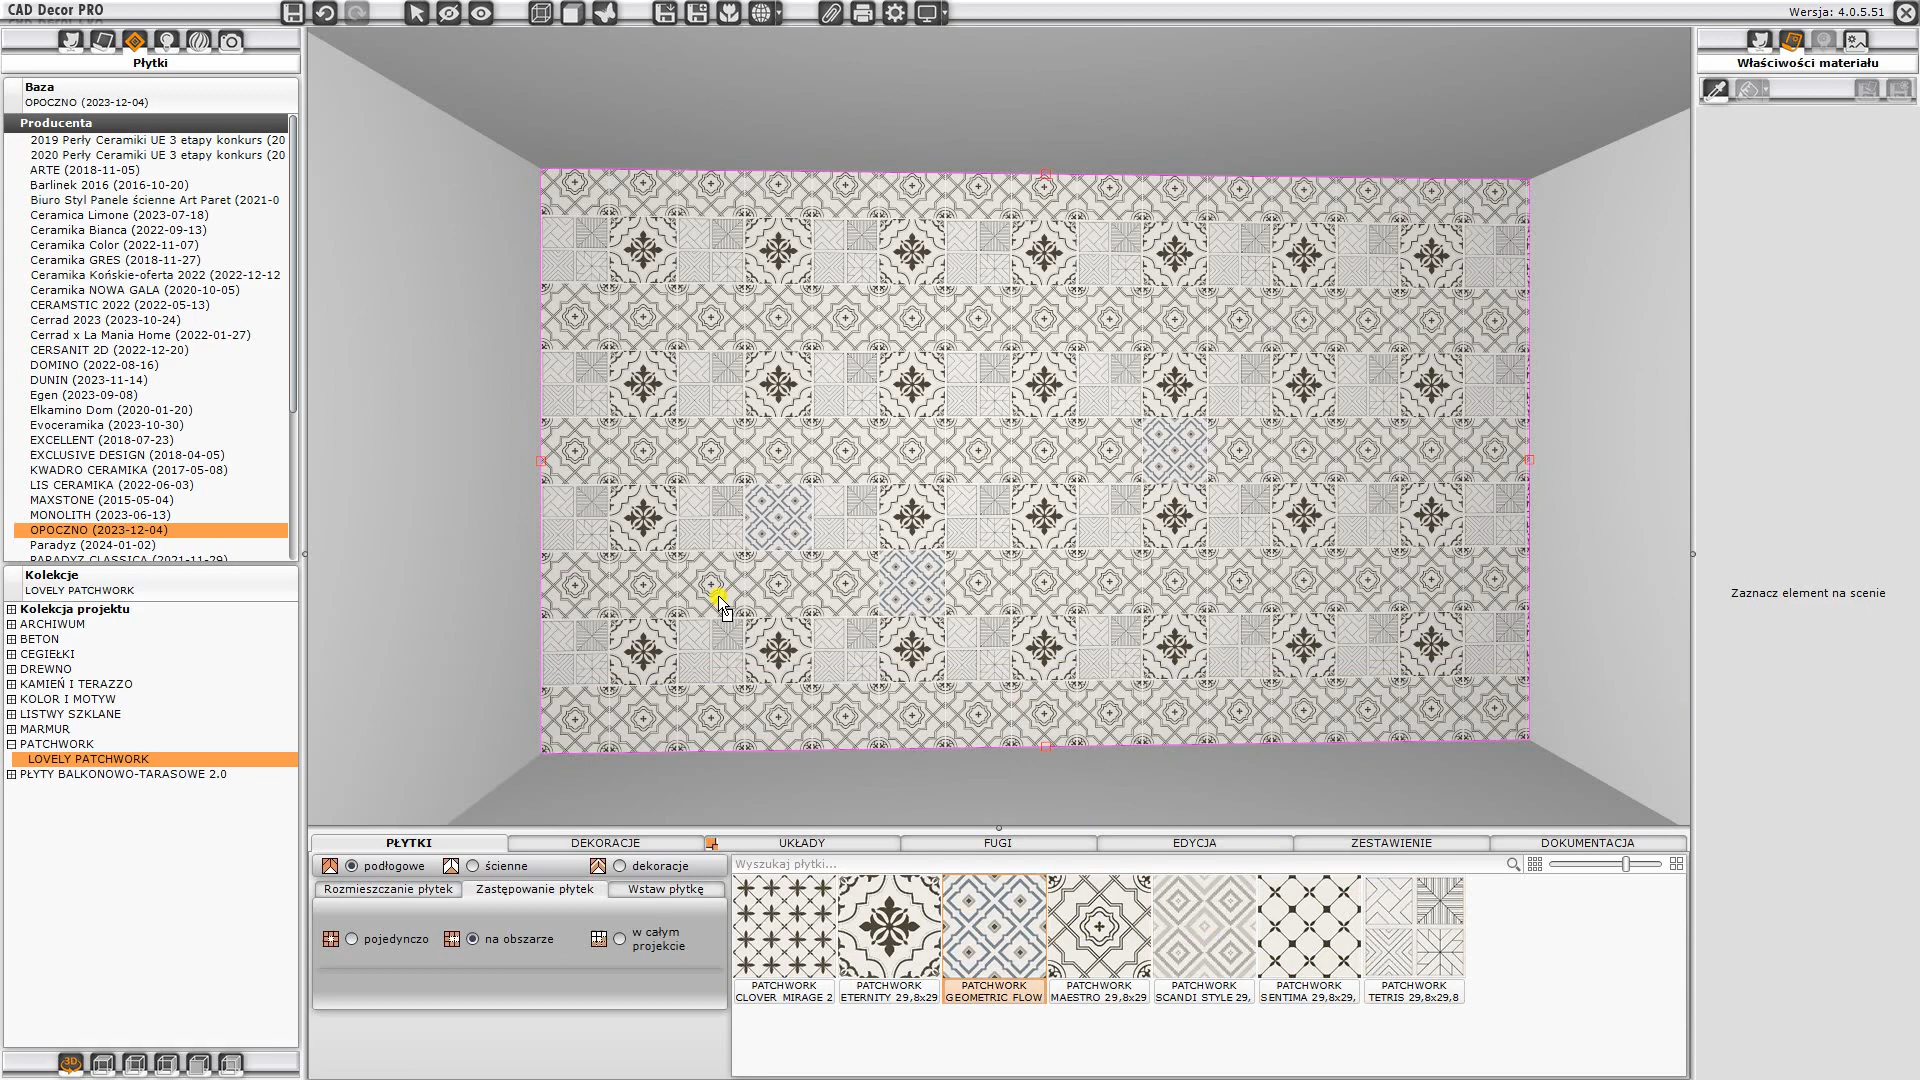 CAD Decor PRO
Wersja: 4.0.5.51
Płytki
Właściwości materiału
Baza
OPOCZNO (2023-12-04)
Producenta
2019 Perły Ceramiki UE 3 etapy konkurs (20
2020 Perły Ceramiki UE 3 etapy konkurs (20
ARTE (2018-11-05)
Barlinek 2016 (2016-10-20)
Biuro Styl Panele ścienne Art Paret (2021-0
Ceramica Limone (2023-07-18)
Ceramika Bianca (2022-09-13)
Ceramika Color (2022-11-07)
Ceramika GRES (2018-11-27)
Ceramika Końskie-oferta 2022 (2022-12-12
Ceramika NOWA GALA (2020-10-05)
CERAMSTIC 2022 (2022-05-13)
Cerrad 2023 (2023-10-24)
Cerrad x La Mania Home (2022-01-27)
CERSANIT 2D (2022-12-20)
DOMINO (2022-08-16)
DUNIN (2023-11-14)
Egen (2023-09-08)
Elkamino Dom (2020-01-20)
Evoceramika (2023-10-30)
EXCELLENT (2018-07-23)
EXCLUSIVE DESIGN (2018-04-05)
KWADRO CERAMIKA (2017-05-08)
LIS CERAMIKA (2022-06-03)
MAXSTONE (2015-05-04)
MONOLITH (2023-06-13)
OPOCZNO (2023-12-04)
Paradyz (2024-01-02)
PARADYZ CLASSICA (2021-11-29)
Kolekcje
LOVELY PATCHWORK
Kolekcja projektu
ARCHIWUM
BETON
CEGIEŁKI
DREWNO
KAMIEŃ I TERAZZO
KOLOR I MOTYW
LISTWY SZKLANE
MARMUR
PATCHWORK
LOVELY PATCHWORK
PŁYTY BALKONOWO-TARASOWE 2.0
3D
Zaznacz element na scenie
PŁYTKI
DEKORACJE
UKŁADY
FUGI
EDYCJA
ZESTAWIENIE
DOKUMENTACJA
podłogowe
ścienne
dekoracje
Wyszukaj płytki...
Rozmieszczanie płytek
Zastępowanie płytek
Wstaw płytkę
pojedynczo
na obszarze
w całym
projekcie
PATCHWORK
CLOVER MIRAGE 2
PATCHWORK
ETERNITY 29,8x29
PATCHWORK
GEOMETRIC FLOW
PATCHWORK
MAESTRO 29,8x29
PATCHWORK
SCANDI STYLE 29,
PATCHWORK
SENTIMA 29,8x29,
PATCHWORK
TETRIS 29,8x29,8